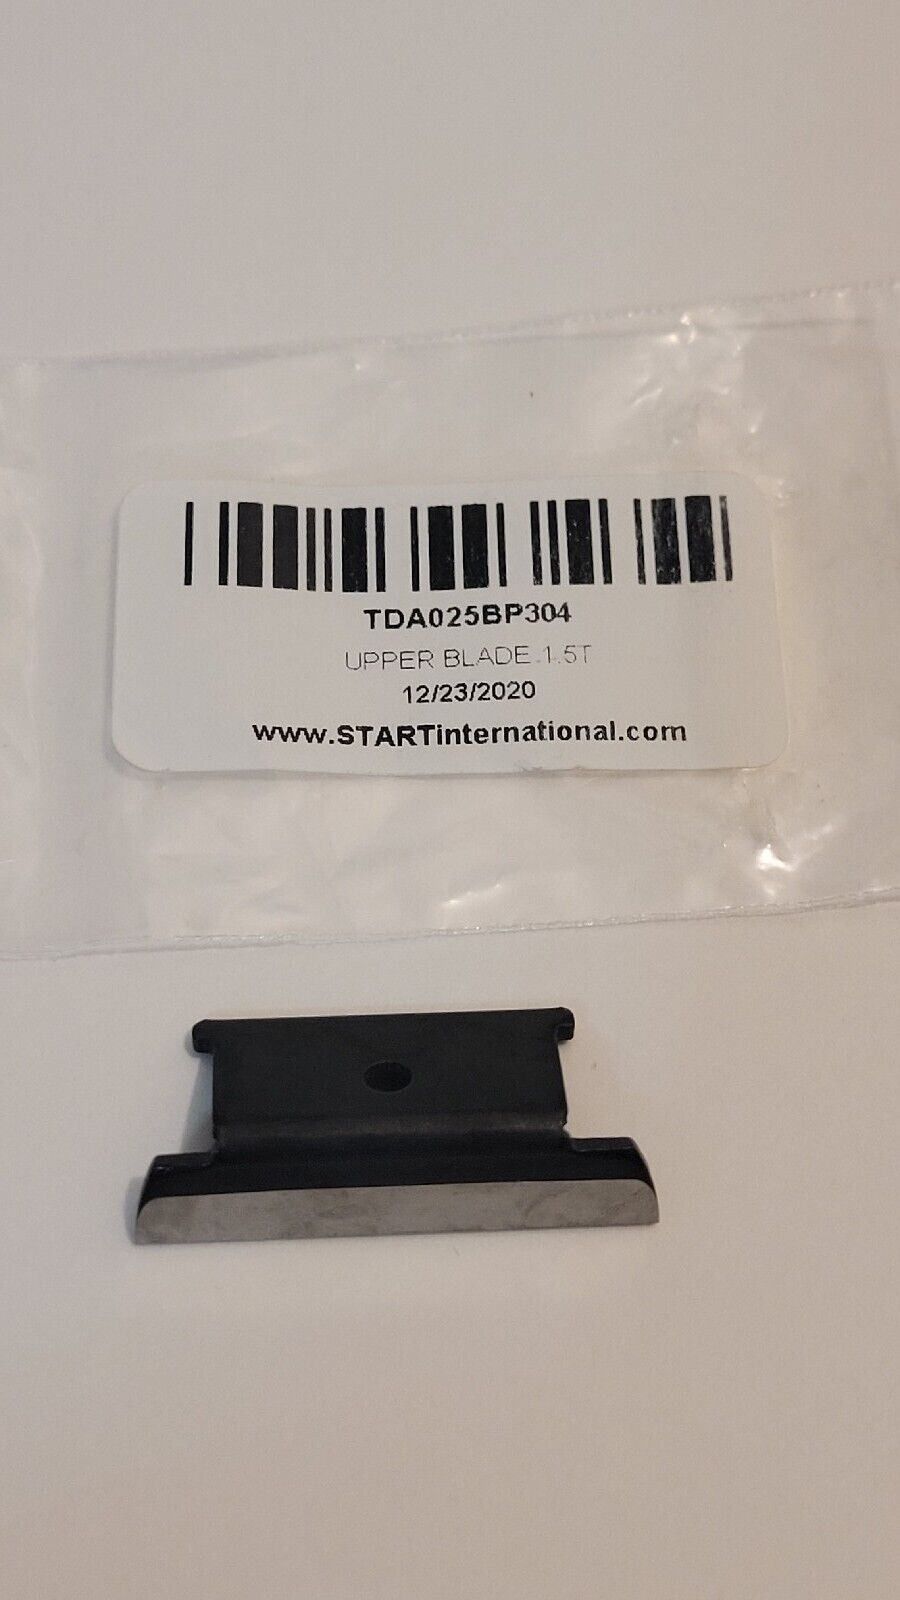 TDA025BP304
UPPER BLADE 1.5T
12/23/2020
www.STARTinternational.com